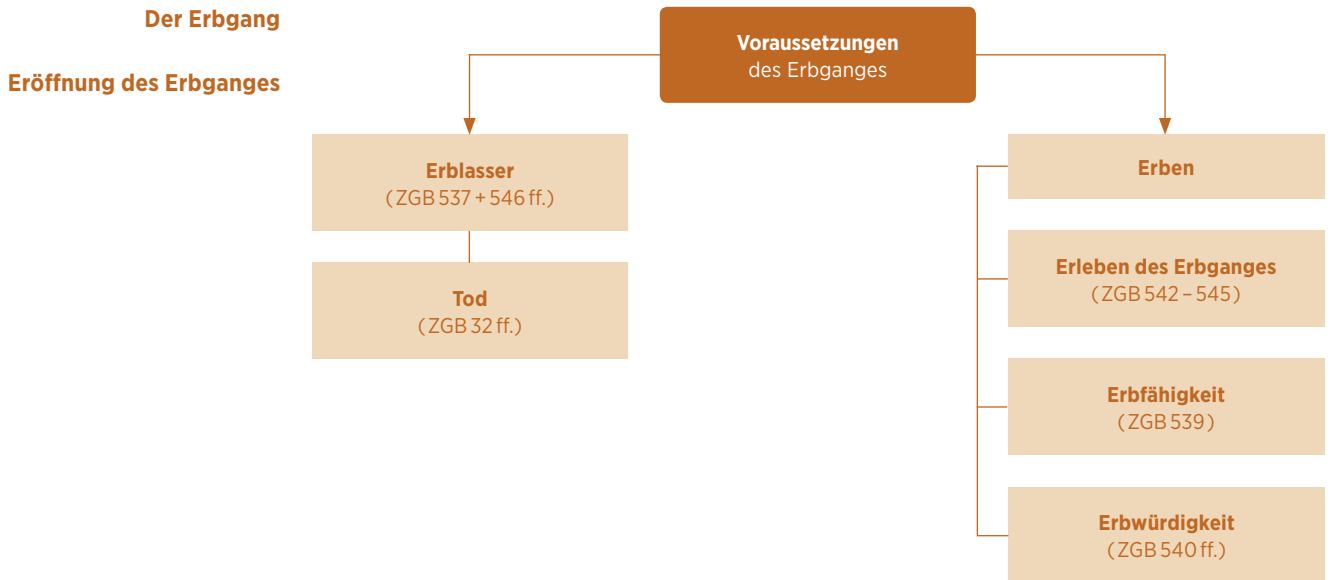 Der Erbgang
Eröffnung des Erbganges
Voraussetzungen
des Erbganges
Erblasser
(ZGB 537 + 546 ff.)
Tod
(ZGB 32 ff.)
Erben
Erleben des Erbganges
(ZGB 542 – 545)
Erbfähigkeit
(ZGB 539)
Erbwürdigkeit
(ZGB 540 ff.)